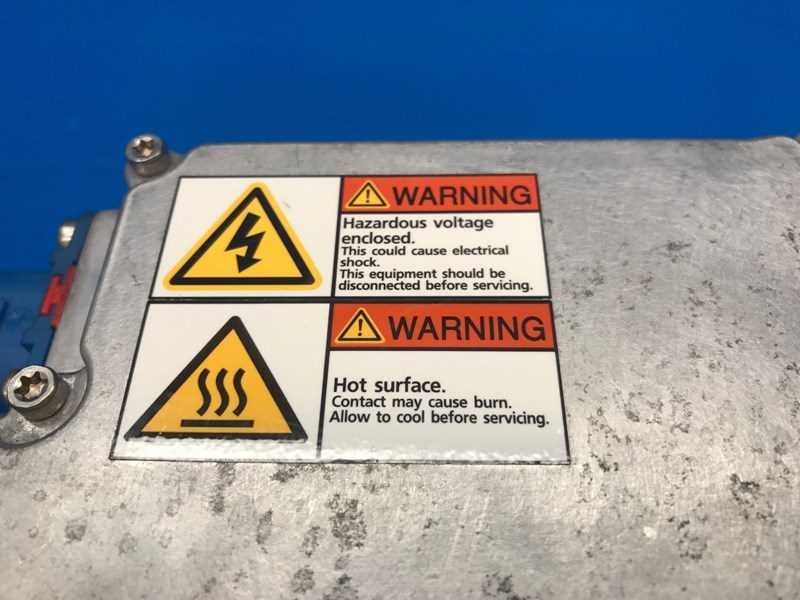 WARNING
Hazardous voltage
enclosed.
This could cause electrical
shock.
This equipment should be
disconnected before servicing.
WARNING
Hot surface.
Contact may cause burn.
Allow to cool before servicing.